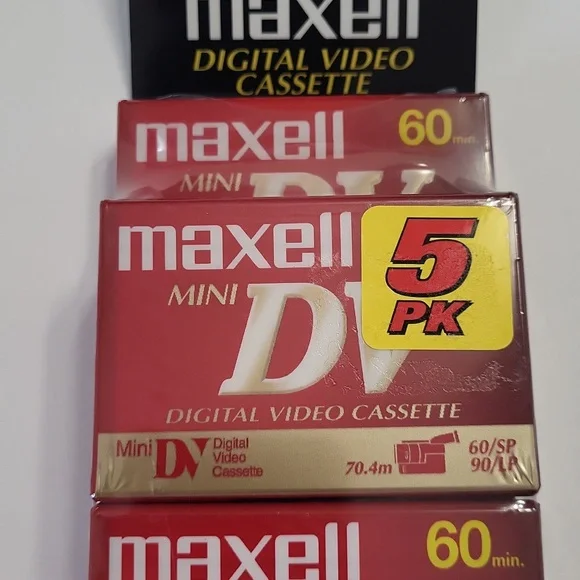 maxell
DIGITAL VIDEO
CASSETTE
maxell 60 min.
MINI DV
maxell
5
PK
MINI DV
DIGITAL VIDEO CASSETTE
Mini DV Digital
Video
Cassette
70.4m
60/SP
90/LP
maxell 60 min.